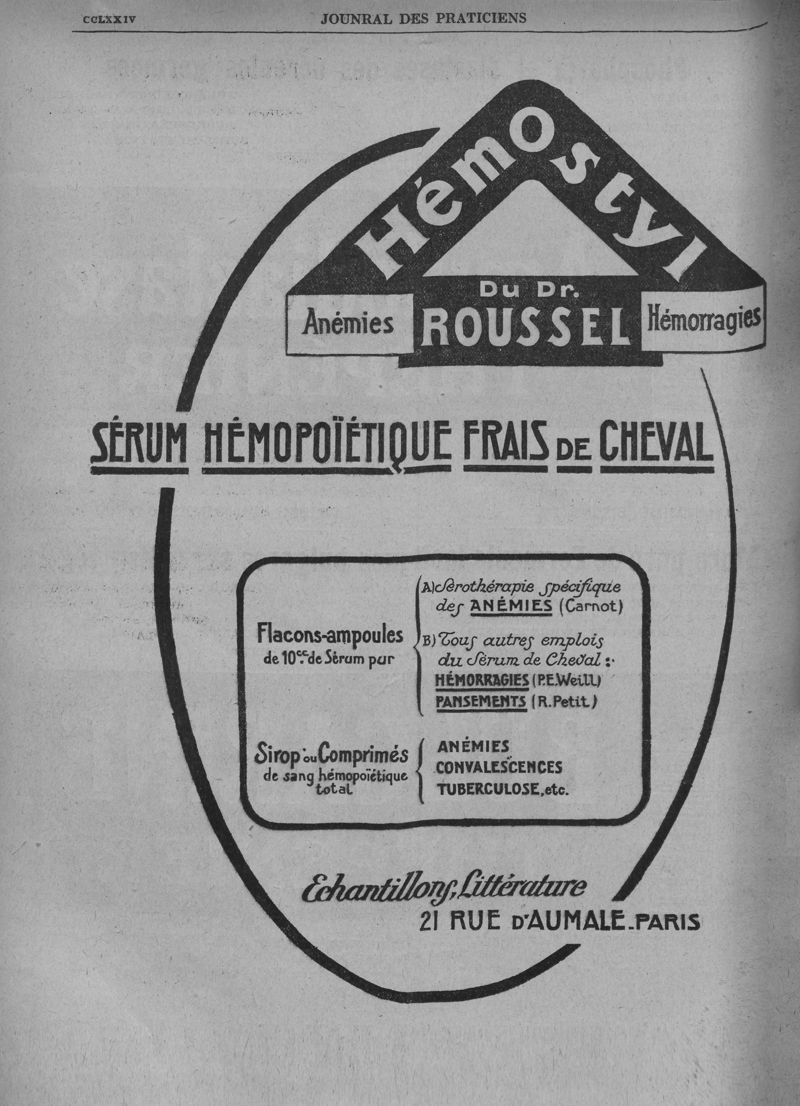 CCLXXIV
JOUNRAL DES PRATICIENS
Hémostyl
Du Dr.
Anémies
ROUSSEL
Hémorragies
SÉRUM HÉMOPOÏÉTIQUE FRAIS DE CHEVAL
Flacons-ampoules
de 10cc. de Sérum pur
A) Sérothérapie spécifique
des ANÉMIES (Carnot)
B) Tous autres emplois
du Sérum de Cheval :
HÉMORRAGIES (P.E.Weill)
PANSEMENTS (R.Petit)
Sirop ou Comprimés
de sang hémopoïétique
total
ANÉMIES
CONVALESCENCES
TUBERCULOSE, etc.
Echantillons, Littérature
21 RUE D'AUMALE-PARIS